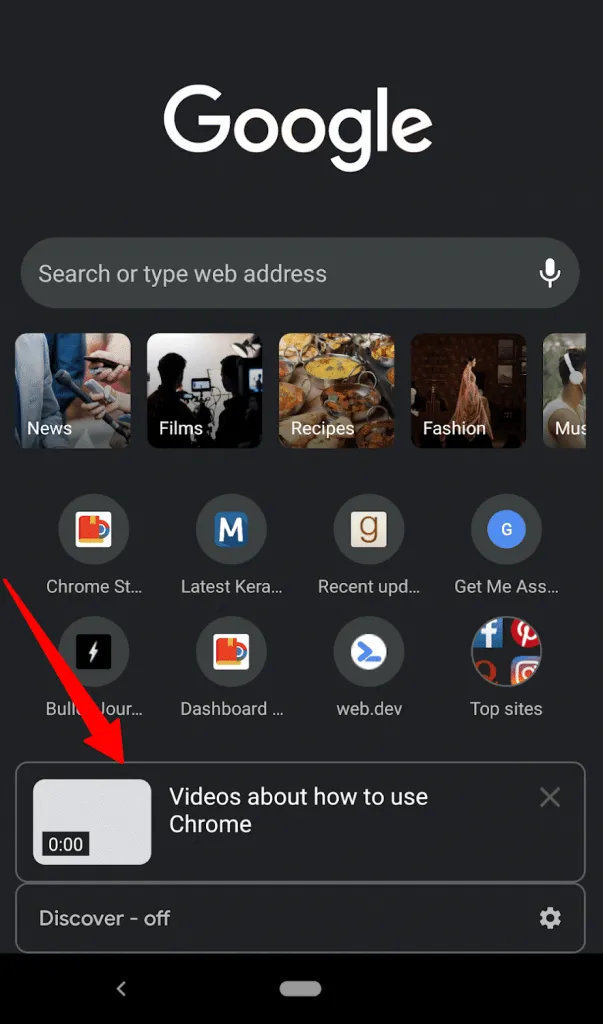 Google
Search or type web address
News
Films
Recipes
Fashion
Mus
Chrome St...
Latest Kera...
Recent upd...
Get Me Ass...
Jour...
Dashboard ...
web.dev
Top sites
Videos about how to use
Chrome
0:00
Discover - off